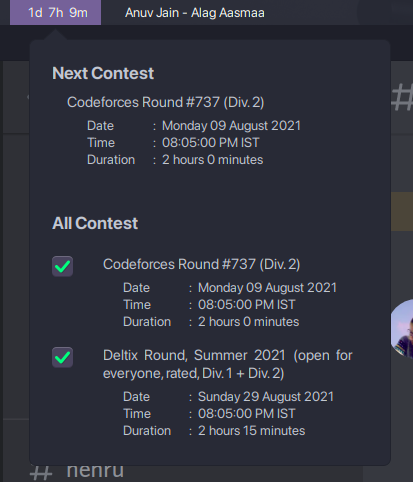 1d 7h 9m Anuv Jain - Alag Aasmaa
Next Contest
Codeforces Round #737 (Div. 2)
Date : Monday 09 August 2021
Time : 08:05:00 PM IST
Duration : 2 hours 0 minutes
#
All Contest
Codeforces Round #737 (Div. 2)
Date : Monday 09 August 2021
Time : 08:05:00 PM IST
Duration : 2 hours 0 minutes
Deltix Round, Summer 2021 (open for
everyone, rated, Div. 1 + Div. 2)
Date : Sunday 29 August 2021
Time : 08:05:00 PM IST
Duration : 2 hours 15 minutes
# nehru